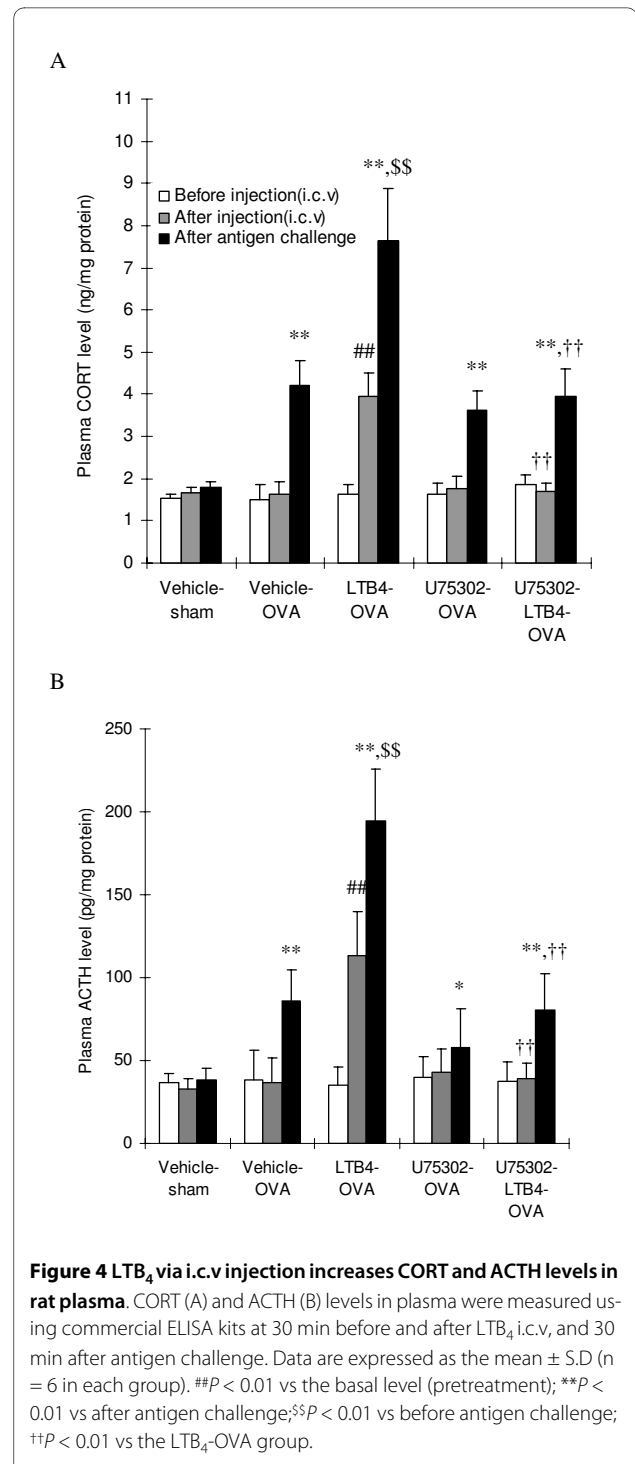 A
11
10
9
8
7
6
5
4
3
2
1
0
Plasma CORT level (ng/mg protein)
Before injection(i.c.v)
After injection(i.c.v)
After antigen challenge
**
##
**,$$
**
††
**,††
Vehicle-
sham
Vehicle-
OVA
LTB4-
OVA
U75302-
OVA
U75302-
LTB4-
OVA
B
250
200
150
100
50
0
Plasma ACTH level (pg/mg protein)
**
##
**,$$
*
††
**,††
Vehicle-
sham
Vehicle-
OVA
LTB4-
OVA
U75302-
OVA
U75302-
LTB4-
OVA
Figure 4 LTB₄ via i.c.v injection increases CORT and ACTH levels in
rat plasma. CORT (A) and ACTH (B) levels in plasma were measured us-
ing commercial ELISA kits at 30 min before and after LTB₄ i.c.v, and 30
min after antigen challenge. Data are expressed as the mean ± S.D (n
= 6 in each group). ##P < 0.01 vs the basal level (pretreatment); **P <
0.01 vs after antigen challenge;$$P < 0.01 vs before antigen challenge;
††P < 0.01 vs the LTB₄-OVA group.